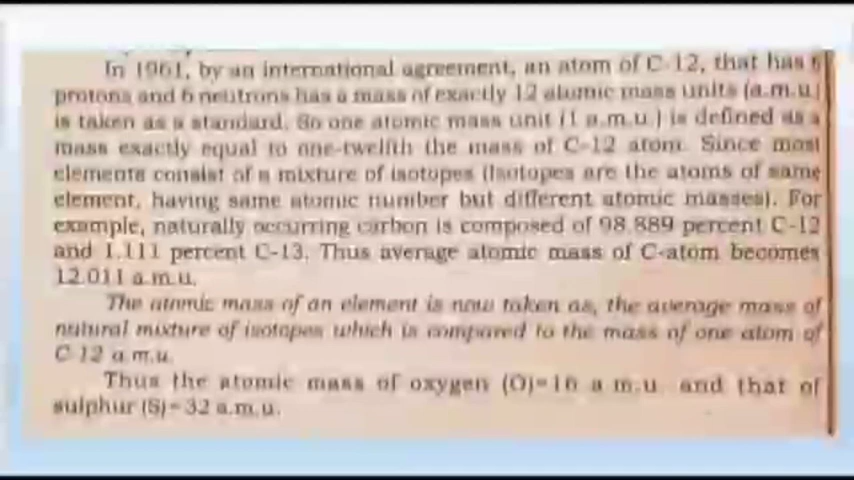 In 1961, by an international agreement, an atom of C-12, that has 6
protons and 6 neutrons has a mass of exactly 12 atomic mass units (a.m.u.)
is taken as a standard. So one atomic mass unit (1 a.m.u.) is defined as a
mass exactly equal to one-twelfth the mass of C-12 atom. Since most
elements consist of a mixture of isotopes (Isotopes are the atoms of same
element, having same atomic number but different atomic masses). For
example, naturally occurring carbon is composed of 98.889 percent C-12
and 1.111 percent C-13. Thus average atomic mass of C-atom becomes
12.011 a.m.u.
The atomic mass of an element is now taken as, the average mass of
natural mixture of isotopes which is compared to the mass of one atom of
C-12 a.m.u.
Thus the atomic mass of oxygen (O)=16 a.m.u. and that of
sulphur (S)=32 a.m.u.